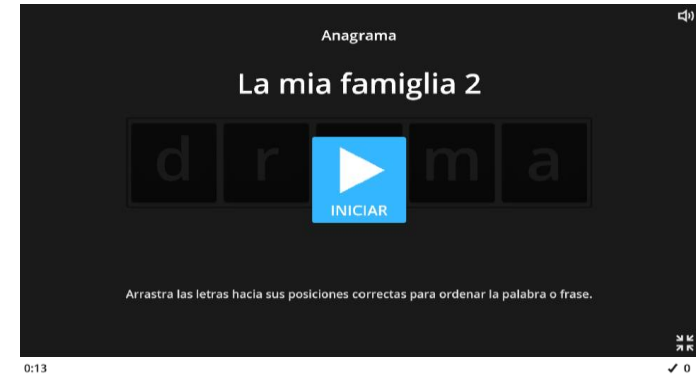 Anagrama
La mia famiglia 2
d r m a
INICIAR
Arrastra las letras hacia sus posiciones correctas para ordenar la palabra o frase.
0:13
0